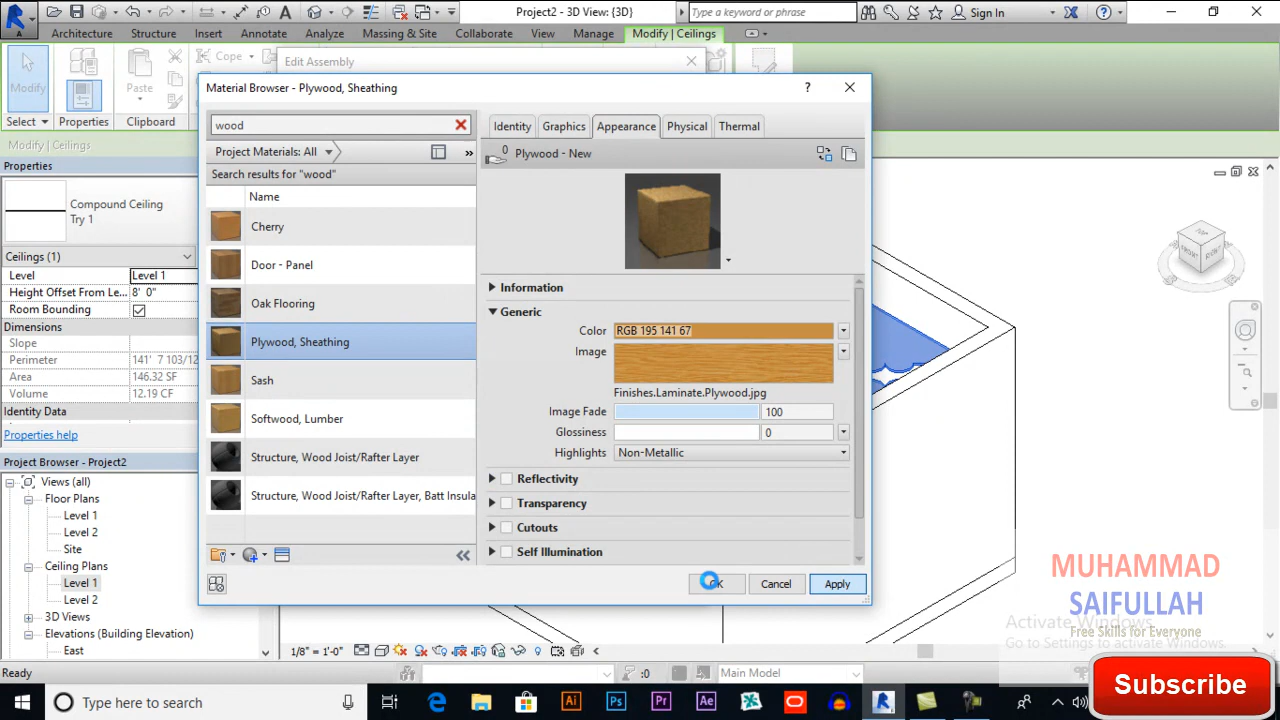 Project2 - 3D View: {3D}
Type a keyword or phrase
Sign In
Architecture
Structure
Insert
Annotate
Analyze
Massing & Site
Collaborate
View
Manage
Modify | Ceilings
Modify
Paste
Cope
Edit Assembly
Select
Properties
Clipboard
Modify | Ceilings
Material Browser - Plywood, Sheathing
wood
Project Materials: All
Search results for "wood"
Name
Cherry
Door - Panel
Oak Flooring
Plywood, Sheathing
Sash
Softwood, Lumber
Structure, Wood Joist/Rafter Layer
Structure, Wood Joist/Rafter Layer, Batt Insula
Identity
Graphics
Appearance
Physical
Thermal
0
Plywood - New
Information
Generic
Color
RGB 195 141 67
Image
Finishes.Laminate.Plywood.jpg
Image Fade
100
Glossiness
0
Highlights
Non-Metallic
Reflectivity
Transparency
Cutouts
Self Illumination
Cancel
Apply
Properties
Compound Ceiling
Try 1
Ceilings (1)
Level
Level 1
Height Offset From Le...
8' 0"
Room Bounding
Dimensions
Slope
Perimeter
141' 7 103/12
Area
146.32 SF
Volume
12.19 CF
Identity Data
Properties help
Project Browser - Project2
Views (all)
Floor Plans
Level 1
Level 2
Site
Ceiling Plans
Level 1
Level 2
3D Views
Elevations (Building Elevation)
East
TOP
FRONT
RIGHT
1/8" = 1'-0"
Ready
:0
Main Model
MUHAMMAD
SAIFULLAH
Free Skills for Everyone
Activate Windows
Go to Settings to activate Windows.
Subscribe
Type here to search